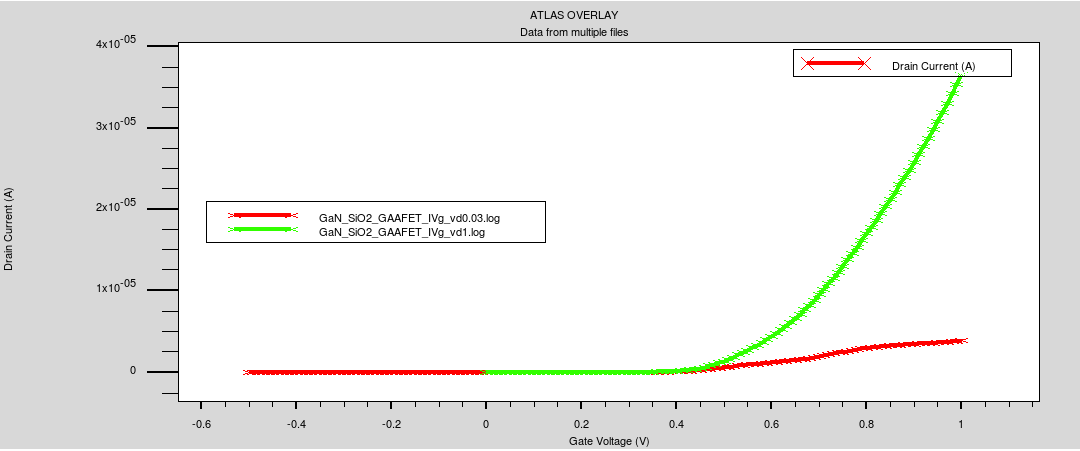 ATLAS OVERLAY
Data from multiple files
Drain Current (A)
4x10^-05
3x10^-05
2x10^-05
1x10^-05
0
Drain Current (A)
GaN_SiO2_GAAFET_IVg_vd0.03.log
GaN_SiO2_GAAFET_IVg_vd1.log
-0.6 -0.4 -0.2 0 0.2 0.4 0.6 0.8 1
Gate Voltage (V)